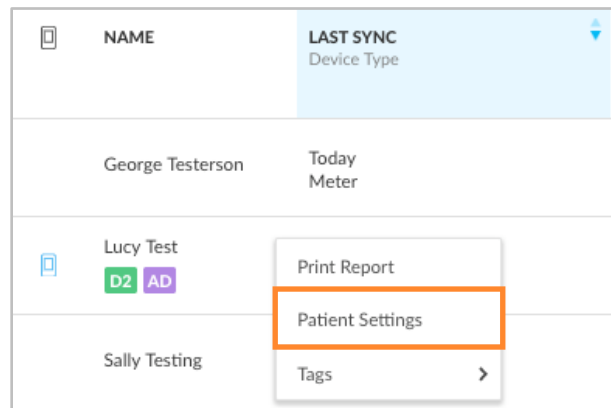 NAME
LAST SYNC
Device Type
George Testerson
Today
Meter
Lucy Test
D2 AD
Print Report
Patient Settings
Sally Testing
Tags